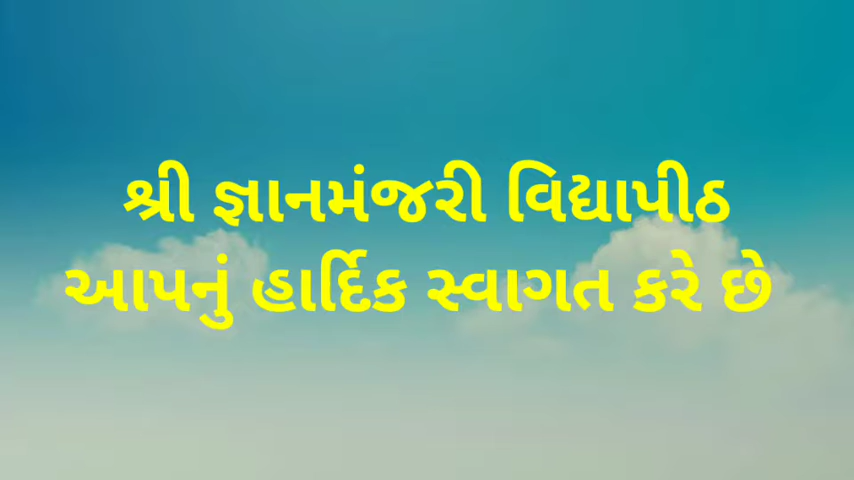 શ્રી જ્ઞાનમંજરી વિદ્યાપીઠ
આપનું હાર્દિક સ્વાગત કરે છે